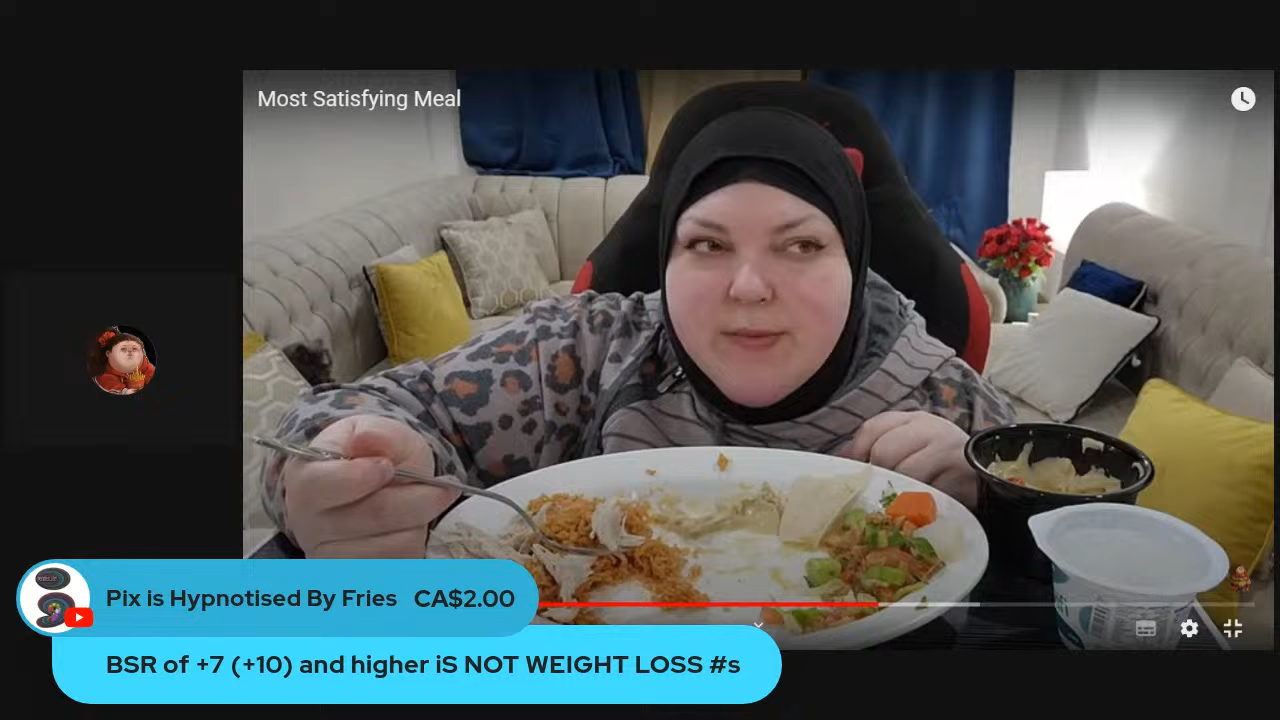 Most Satisfying Meal
Pix is Hypnotised By Fries CA$2.00
BSR of +7 (+10) and higher iS NOT WEIGHT LOSS #s